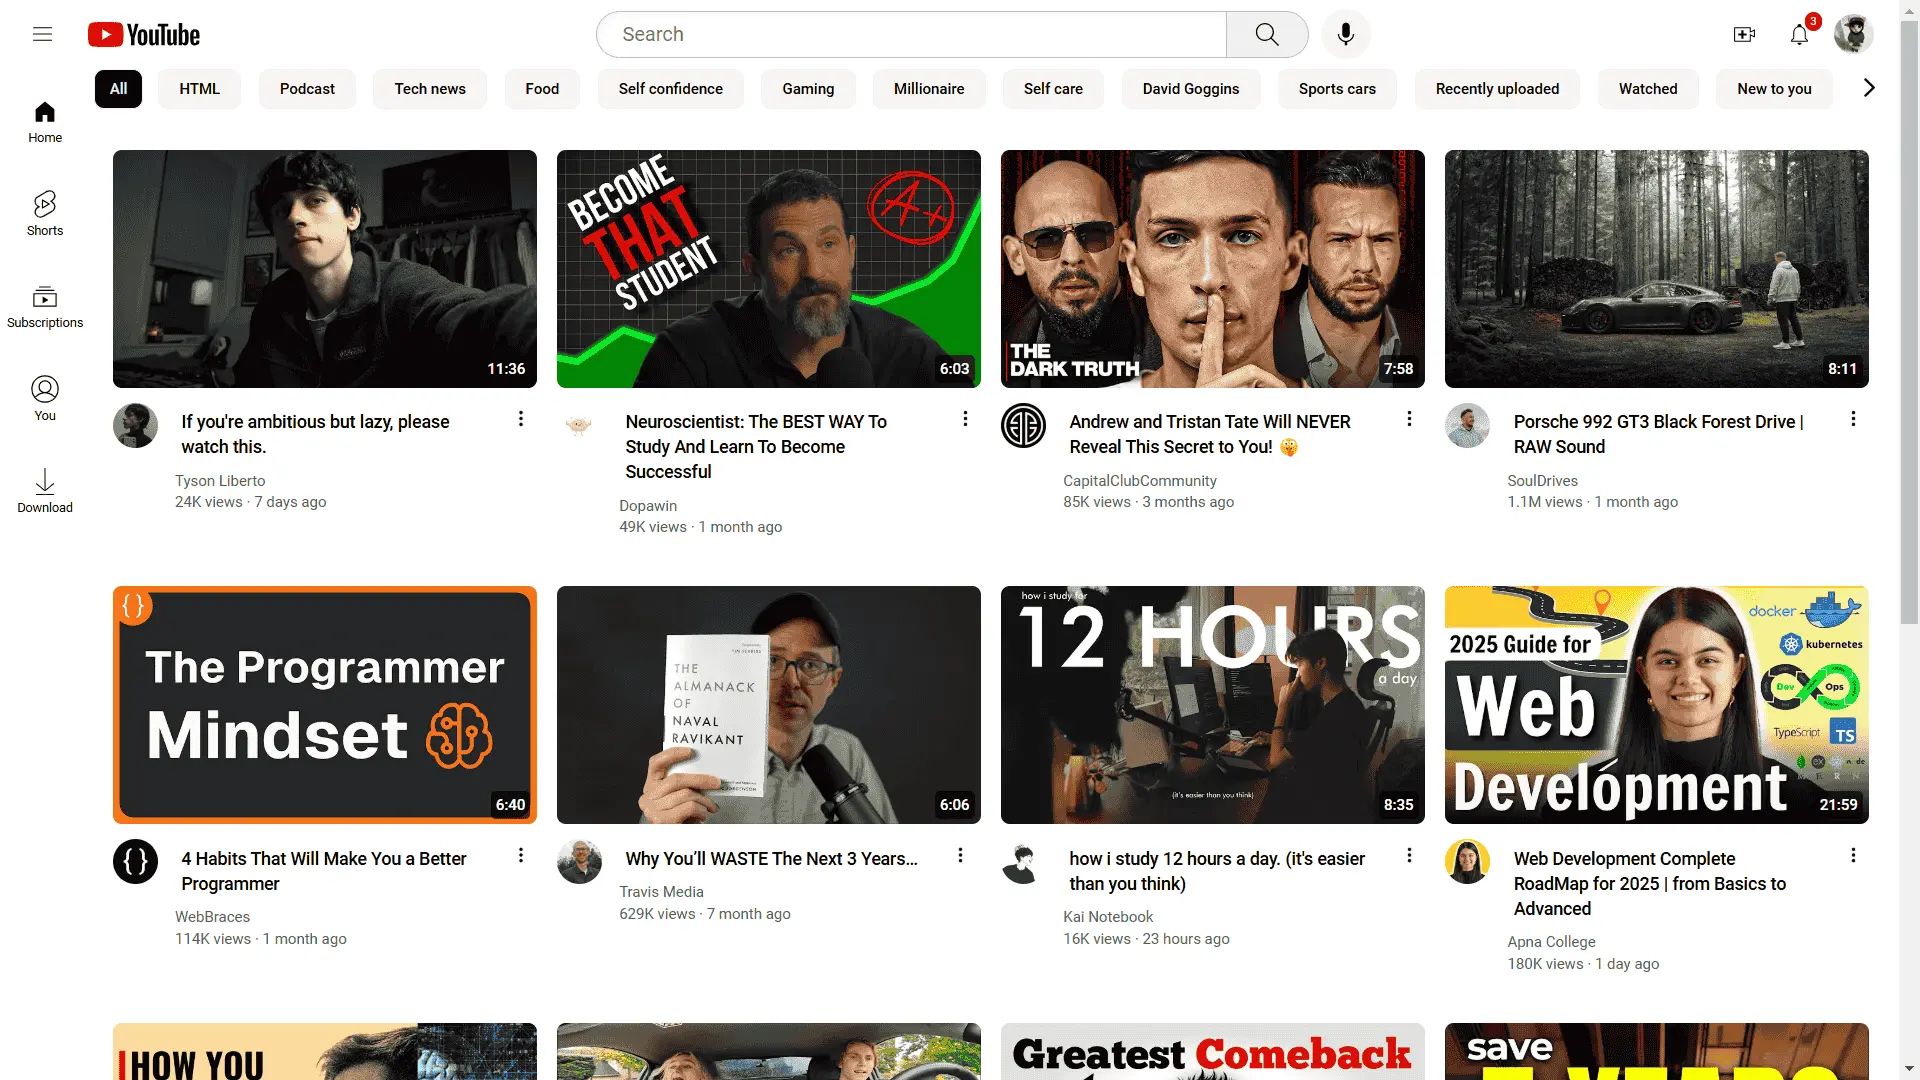 YouTube
Search
3
All
HTML
Podcast
Tech news
Food
Self confidence
Gaming
Millionaire
Self care
David Goggins
Sports cars
Recently uploaded
Watched
New to you
Home
Shorts
Subscriptions
You
Download
11:36
BECOME
THAT
STUDENT
A+
6:03
THE
DARK TRUTH
7:58
8:11
If you're ambitious but lazy, please
watch this.
Tyson Liberto
24K views · 7 days ago
Neuroscientist: The BEST WAY To
Study And Learn To Become
Successful
Dopawin
49K views · 1 month ago
Andrew and Tristan Tate Will NEVER
Reveal This Secret to You! 🤫
CapitalClubCommunity
85K views · 3 months ago
Porsche 992 GT3 Black Forest Drive |
RAW Sound
SoulDrives
1.1M views · 1 month ago
{ }
The Programmer
Mindset
6:40
THE
ALMANACK
OF
NAVAL
RAVIKANT
6:06
how i study for
12 HOURS
a day
(it's easier than you think)
8:35
2025 Guide for
Web
Development
docker
kubernetes
Dev
Ops
TypeScript
TS
21:59
{ }
4 Habits That Will Make You a Better
Programmer
WebBraces
114K views · 1 month ago
Why You’ll WASTE The Next 3 Years...
Travis Media
629K views · 7 month ago
how i study 12 hours a day. (it's easier
than you think)
Kai Notebook
16K views · 23 hours ago
Web Development Complete
RoadMap for 2025 | from Basics to
Advanced
Apna College
180K views · 1 day ago
HOW YOU
Greatest Comeback
save
YEARS